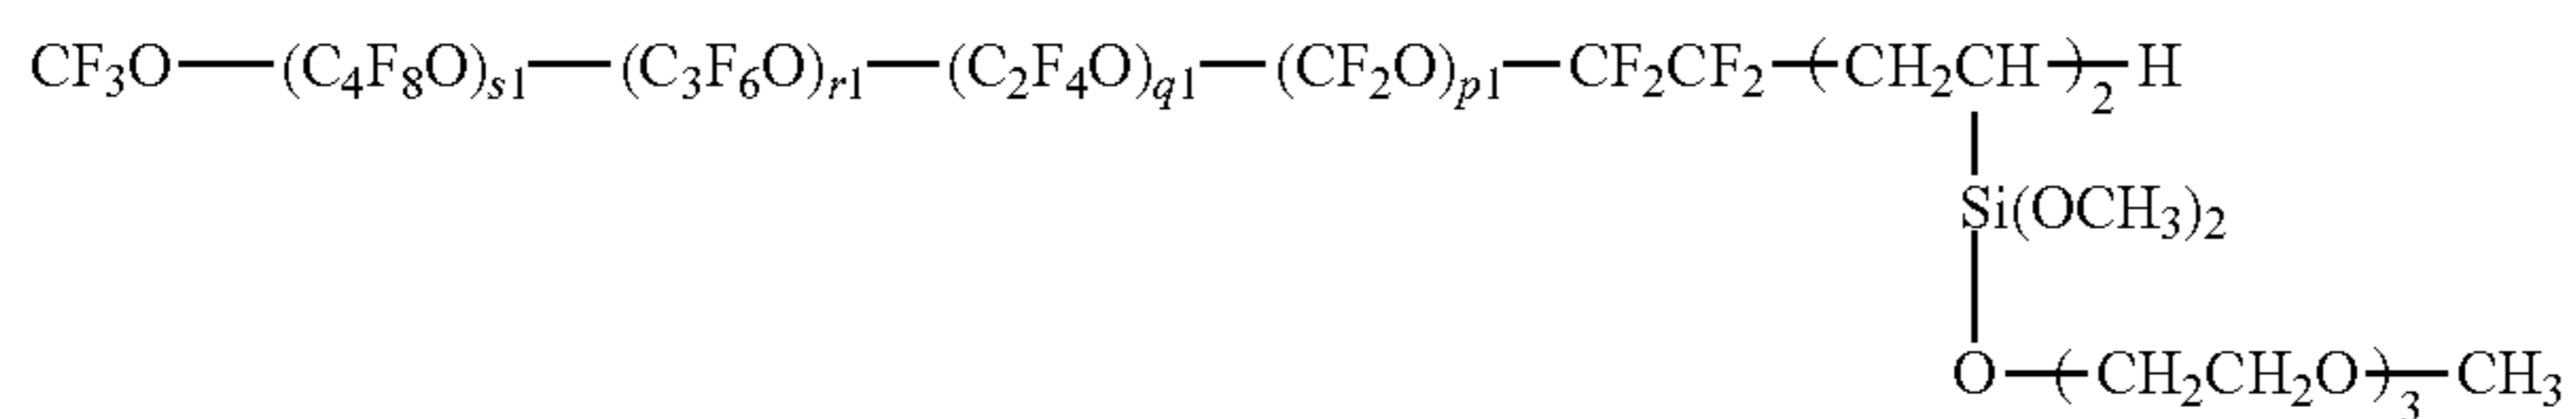 CF₃O—(C₄F₈O)ₛ₁—(C₃F₆O)ᵣ₁—(C₂F₄O)q1—(CF₂O)ₚ₁—CF₂CF₂—(CH₂CH)₂—H
Si(OCH₃)₂
O—(CH₂CH₂O)₃—CH₃